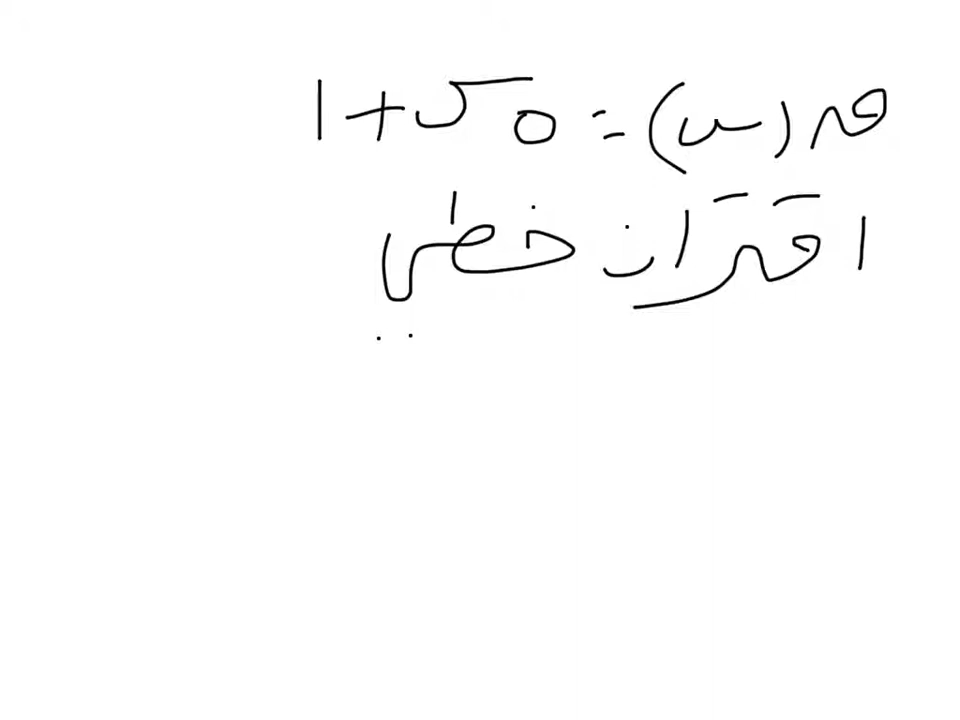 ق(س) = ٥س + ١
اقتران خطي